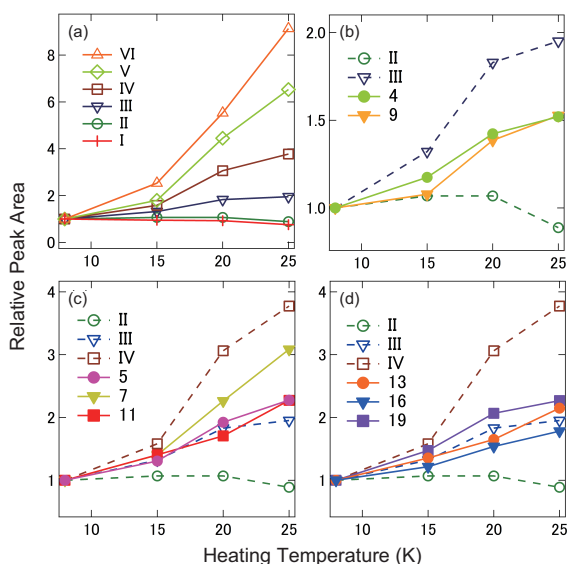 Relative Peak Area
(a)
VI
V
IV
III
II
I
10
8
6
4
2
0
10 15 20 25
(b)
II
III
4
9
2.0
1.5
1.0
10 15 20 25
(c)
II
III
IV
5
7
11
4
3
2
1
10 15 20 25
(d)
II
III
IV
13
16
19
4
3
2
1
10 15 20 25
Heating Temperature (K)